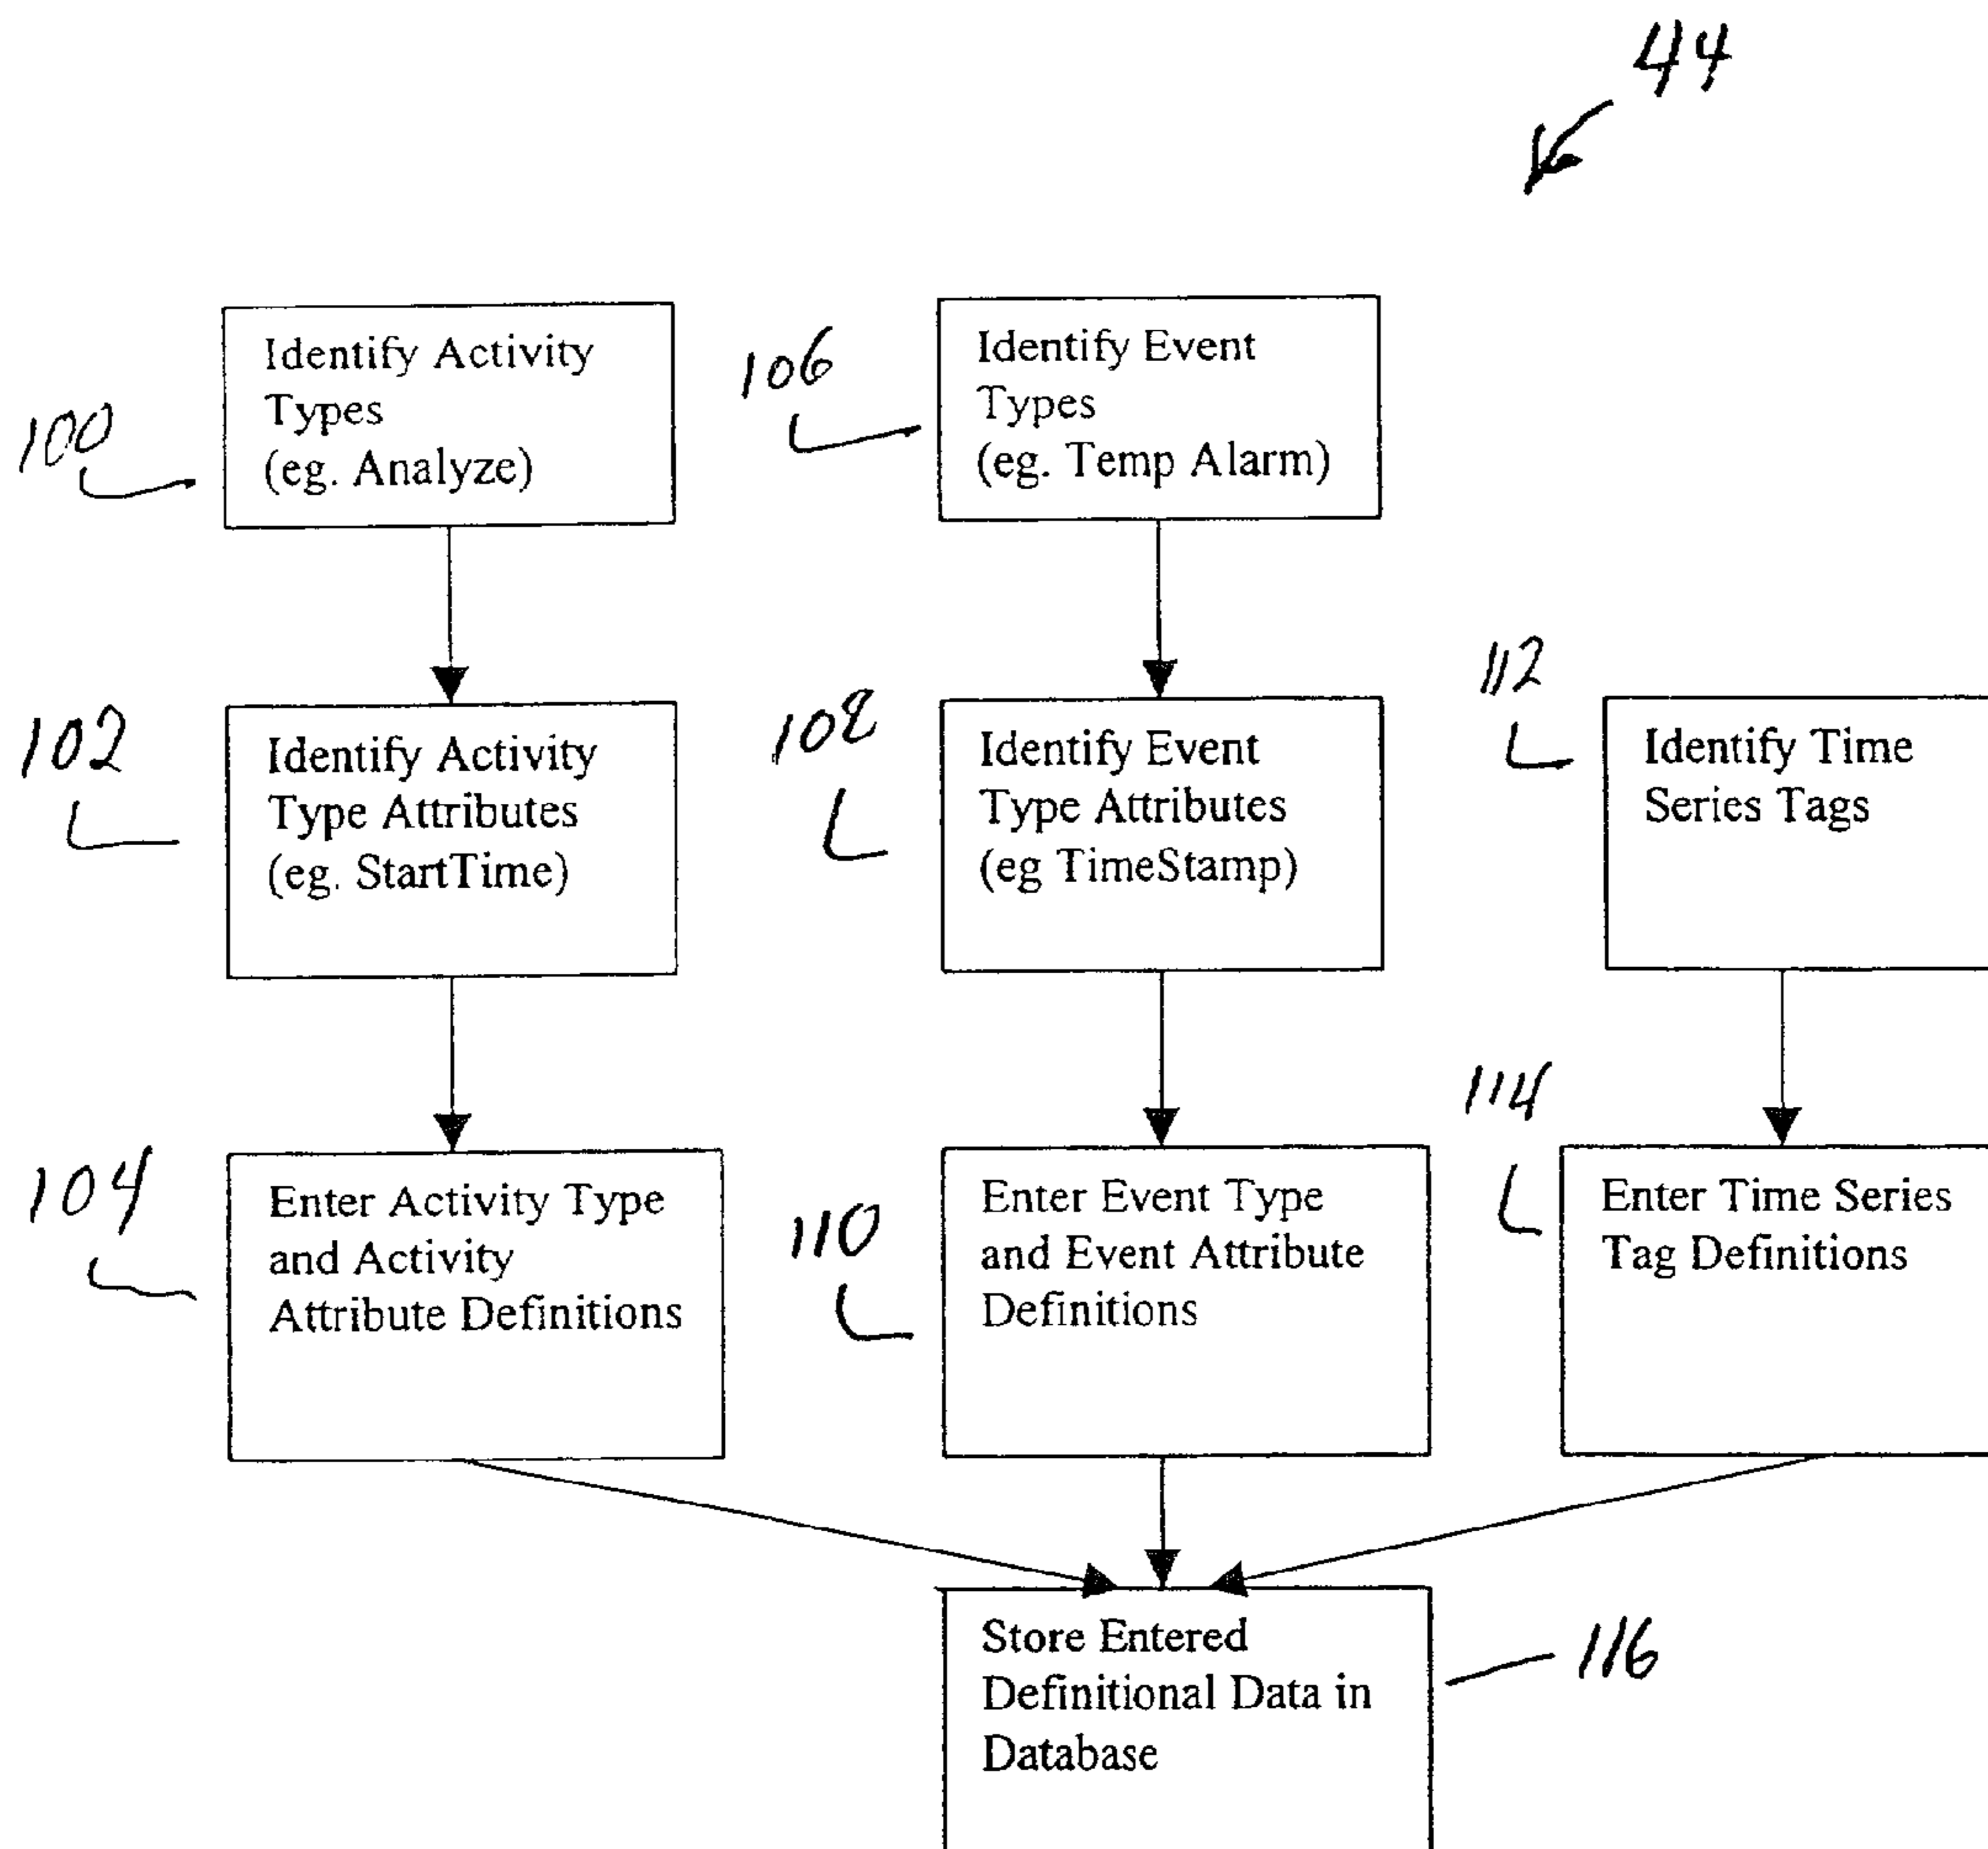 44
Identify Activity
Types
(eg. Analyze)
100
Identify Event
Types
(eg. Temp Alarm)
106
Identify Activity
Type Attributes
(eg. StartTime)
102
Identify Event
Type Attributes
(eg TimeStamp)
108
Identify Time
Series Tags
112
Enter Activity Type
and Activity
Attribute Definitions
104
Enter Event Type
and Event Attribute
Definitions
110
Enter Time Series
Tag Definitions
114
Store Entered
Definitional Data in
Database
116